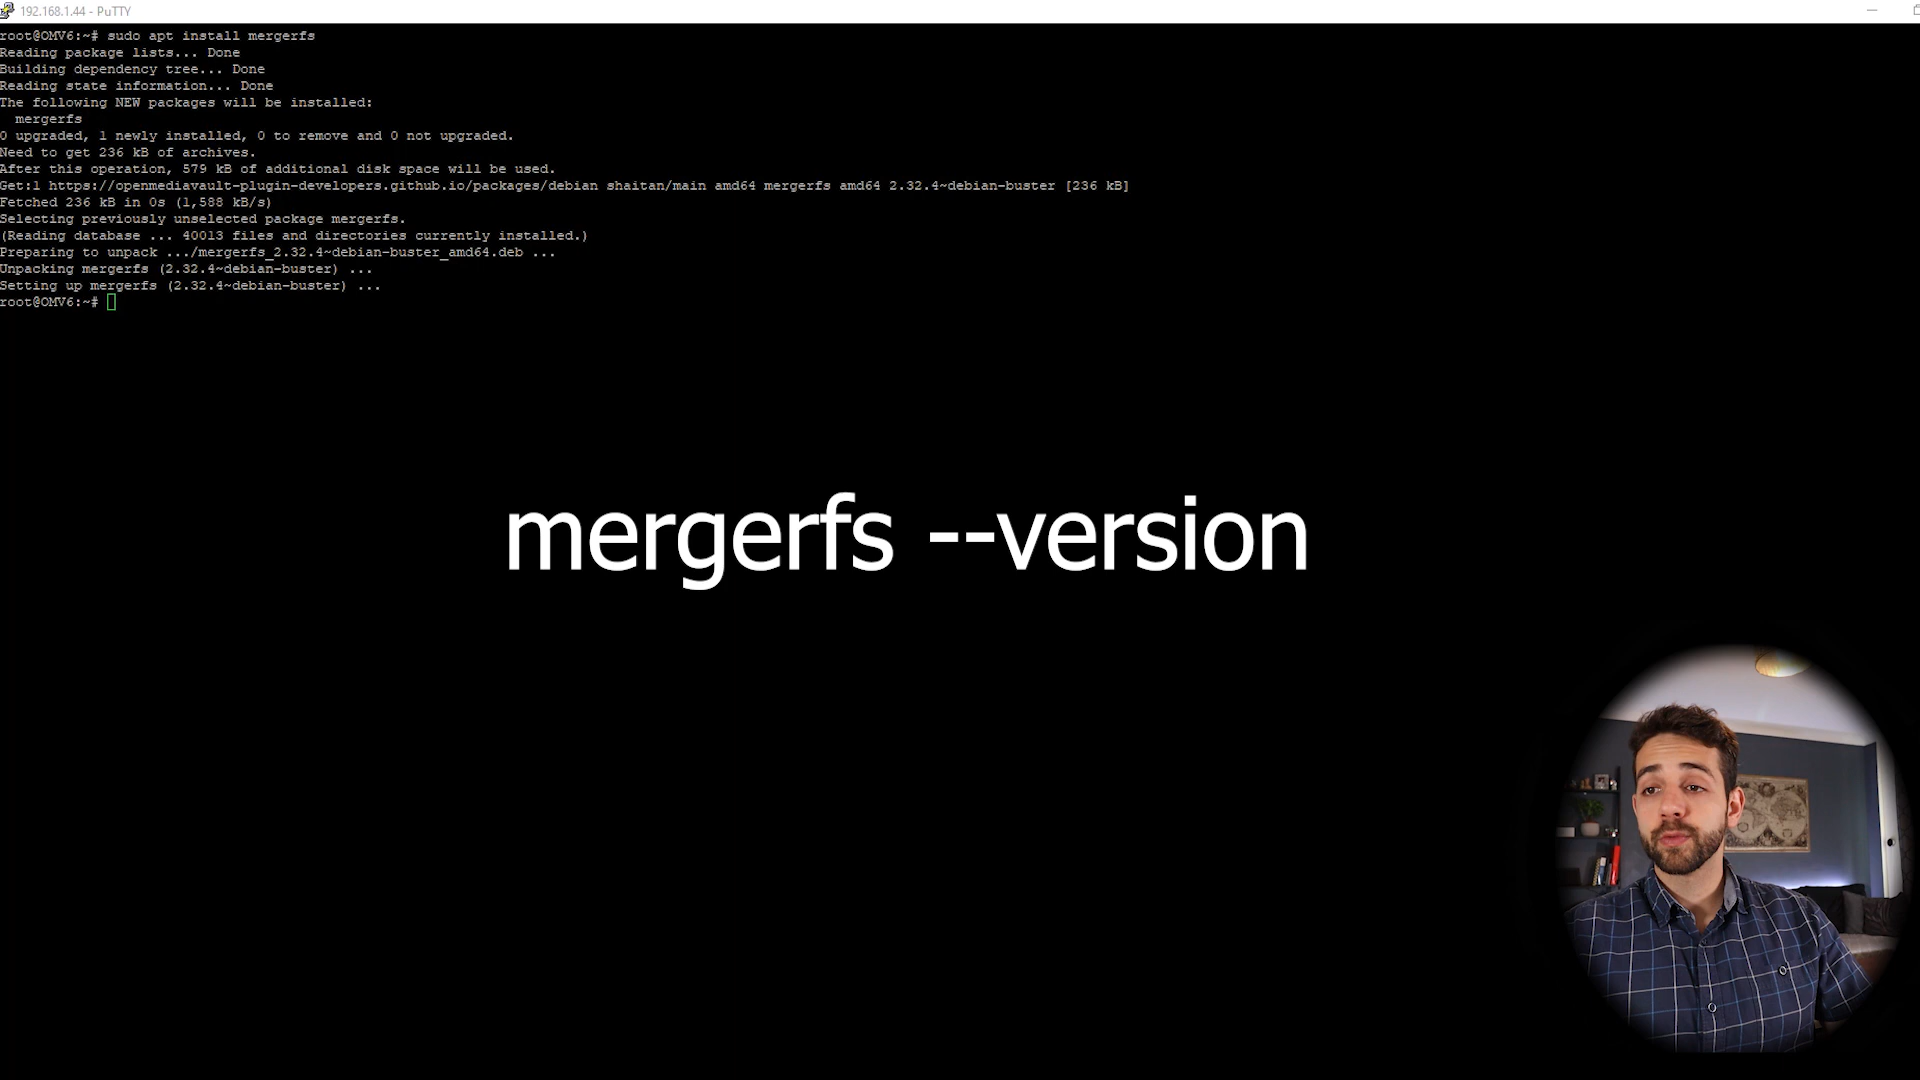 192.168.1.44 - PuTTY
root@OMV6:~# sudo apt install mergerfs
Reading package lists... Done
Building dependency tree... Done
Reading state information... Done
The following NEW packages will be installed:
  mergerfs
0 upgraded, 1 newly installed, 0 to remove and 0 not upgraded.
Need to get 236 kB of archives.
After this operation, 579 kB of additional disk space will be used.
Get:1 https://openmediavault-plugin-developers.github.io/packages/debian shaitan/main amd64 mergerfs amd64 2.32.4~debian-buster [236 kB]
Fetched 236 kB in 0s (1,588 kB/s)
Selecting previously unselected package mergerfs.
(Reading database ... 40013 files and directories currently installed.)
Preparing to unpack .../mergerfs_2.32.4~debian-buster_amd64.deb ...
Unpacking mergerfs (2.32.4~debian-buster) ...
Setting up mergerfs (2.32.4~debian-buster) ...
root@OMV6:~#
mergerfs --version